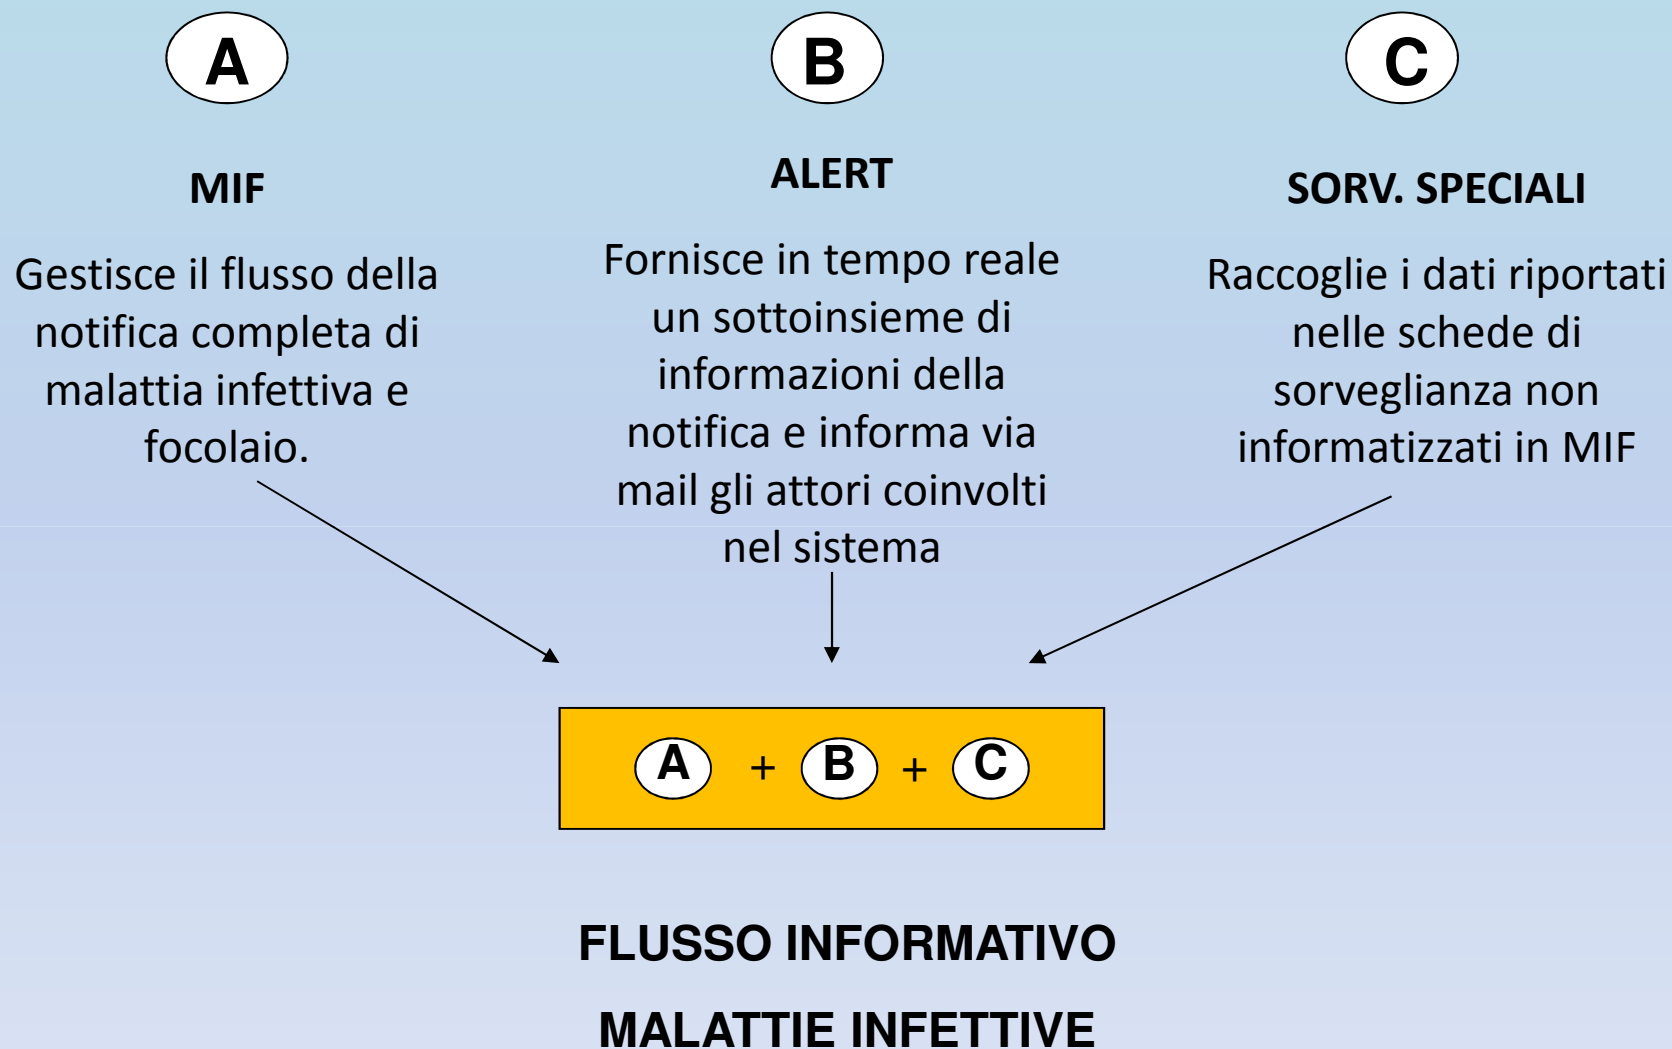 A
MIF
Gestisce il flusso della
notifica completa di
malattia infettiva e
focolaio.
B
ALERT
Fornisce in tempo reale
un sottoinsieme di
informazioni della
notifica e informa via
mail gli attori coinvolti
nel sistema
C
SORV. SPECIALI
Raccoglie i dati riportati
nelle schede di
sorveglianza non
informatizzati in MIF
A + B + C
FLUSSO INFORMATIVO
MALATTIE INFETTIVE